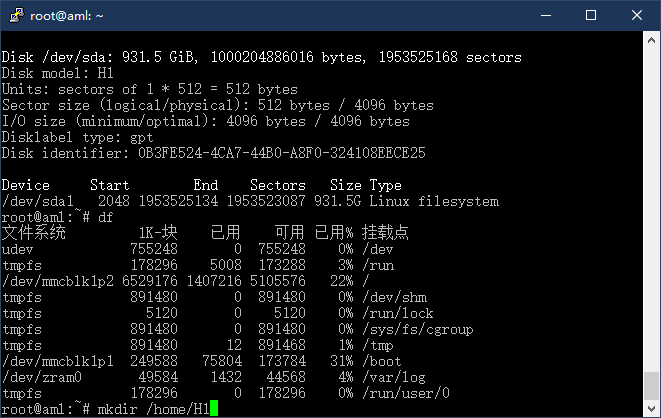 root@aml: ~
Disk /dev/sda: 931.5 GiB, 1000204886016 bytes, 1953525168 sectors
Disk model: H1
Units: sectors of 1 * 512 = 512 bytes
Sector size (logical/physical): 512 bytes / 4096 bytes
I/O size (minimum/optimal): 4096 bytes / 4096 bytes
Disklabel type: gpt
Disk identifier: 0B3FE524-4CA7-44B0-A8F0-324108EECE25
Device     Start        End    Sectors   Size Type
/dev/sda1   2048 1953525134 1953523087 931.5G Linux filesystem
root@aml:~# df
文件系统         1K-块    已用    可用 已用% 挂载点
udev            755248       0  755248    0% /dev
tmpfs           178296    5008  173288    3% /run
/dev/mmcblk1p2 6529176 1407216 5105576   22% /
tmpfs           891480       0  891480    0% /dev/shm
tmpfs             5120       0    5120    0% /run/lock
tmpfs           891480       0  891480    0% /sys/fs/cgroup
tmpfs           891480      12  891468    1% /tmp
/dev/mmcblk1p1  249588   75804  173784   31% /boot
/dev/zram0       49584    1432   44568    4% /var/log
tmpfs           178296       0  178296    0% /run/user/0
root@aml:~# mkdir /home/H1